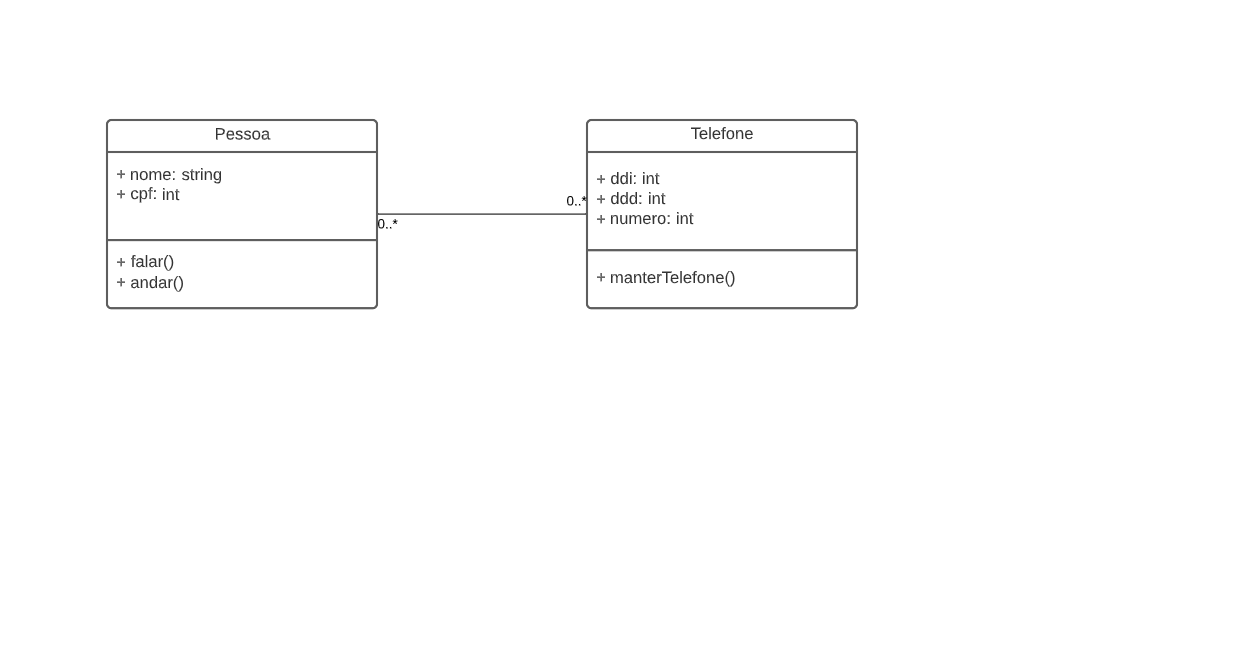 Pessoa
+ nome: string
+ cpf: int
+ falar()
+ andar()
0..*
0..*
Telefone
+ ddi: int
+ ddd: int
+ numero: int
+ manterTelefone()